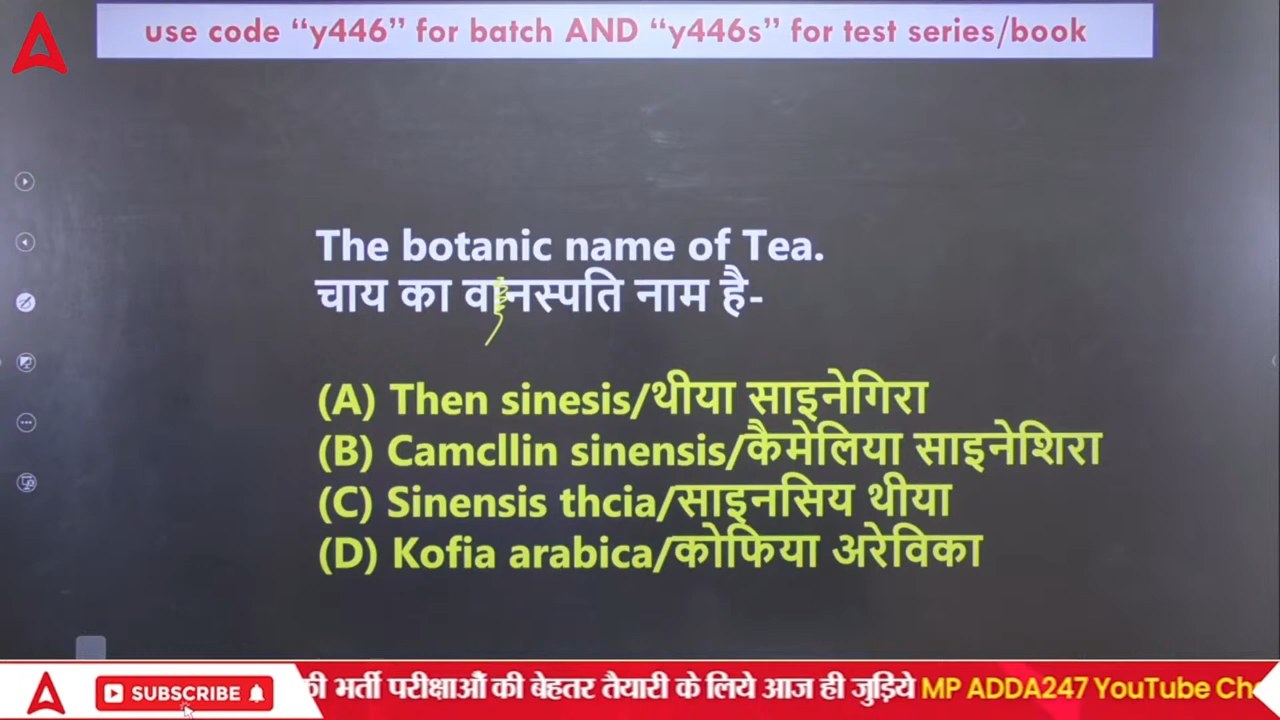 use code “y446” for batch AND “y446s” for test series/book
The botanic name of Tea.
चाय का वानस्पति नाम है-
(A) Then sinesis/थीया साइनेगिरा
(B) Camcllin sinensis/कैमेलिया साइनेशिरा
(C) Sinensis thcia/साइनसिय थीया
(D) Kofia arabica/कोफिया अरेविका
SUBSCRIBE
की भर्ती परीक्षाओं की बेहतर तैयारी के लिये आज ही जुड़िये MP ADDA247 YouTube Ch